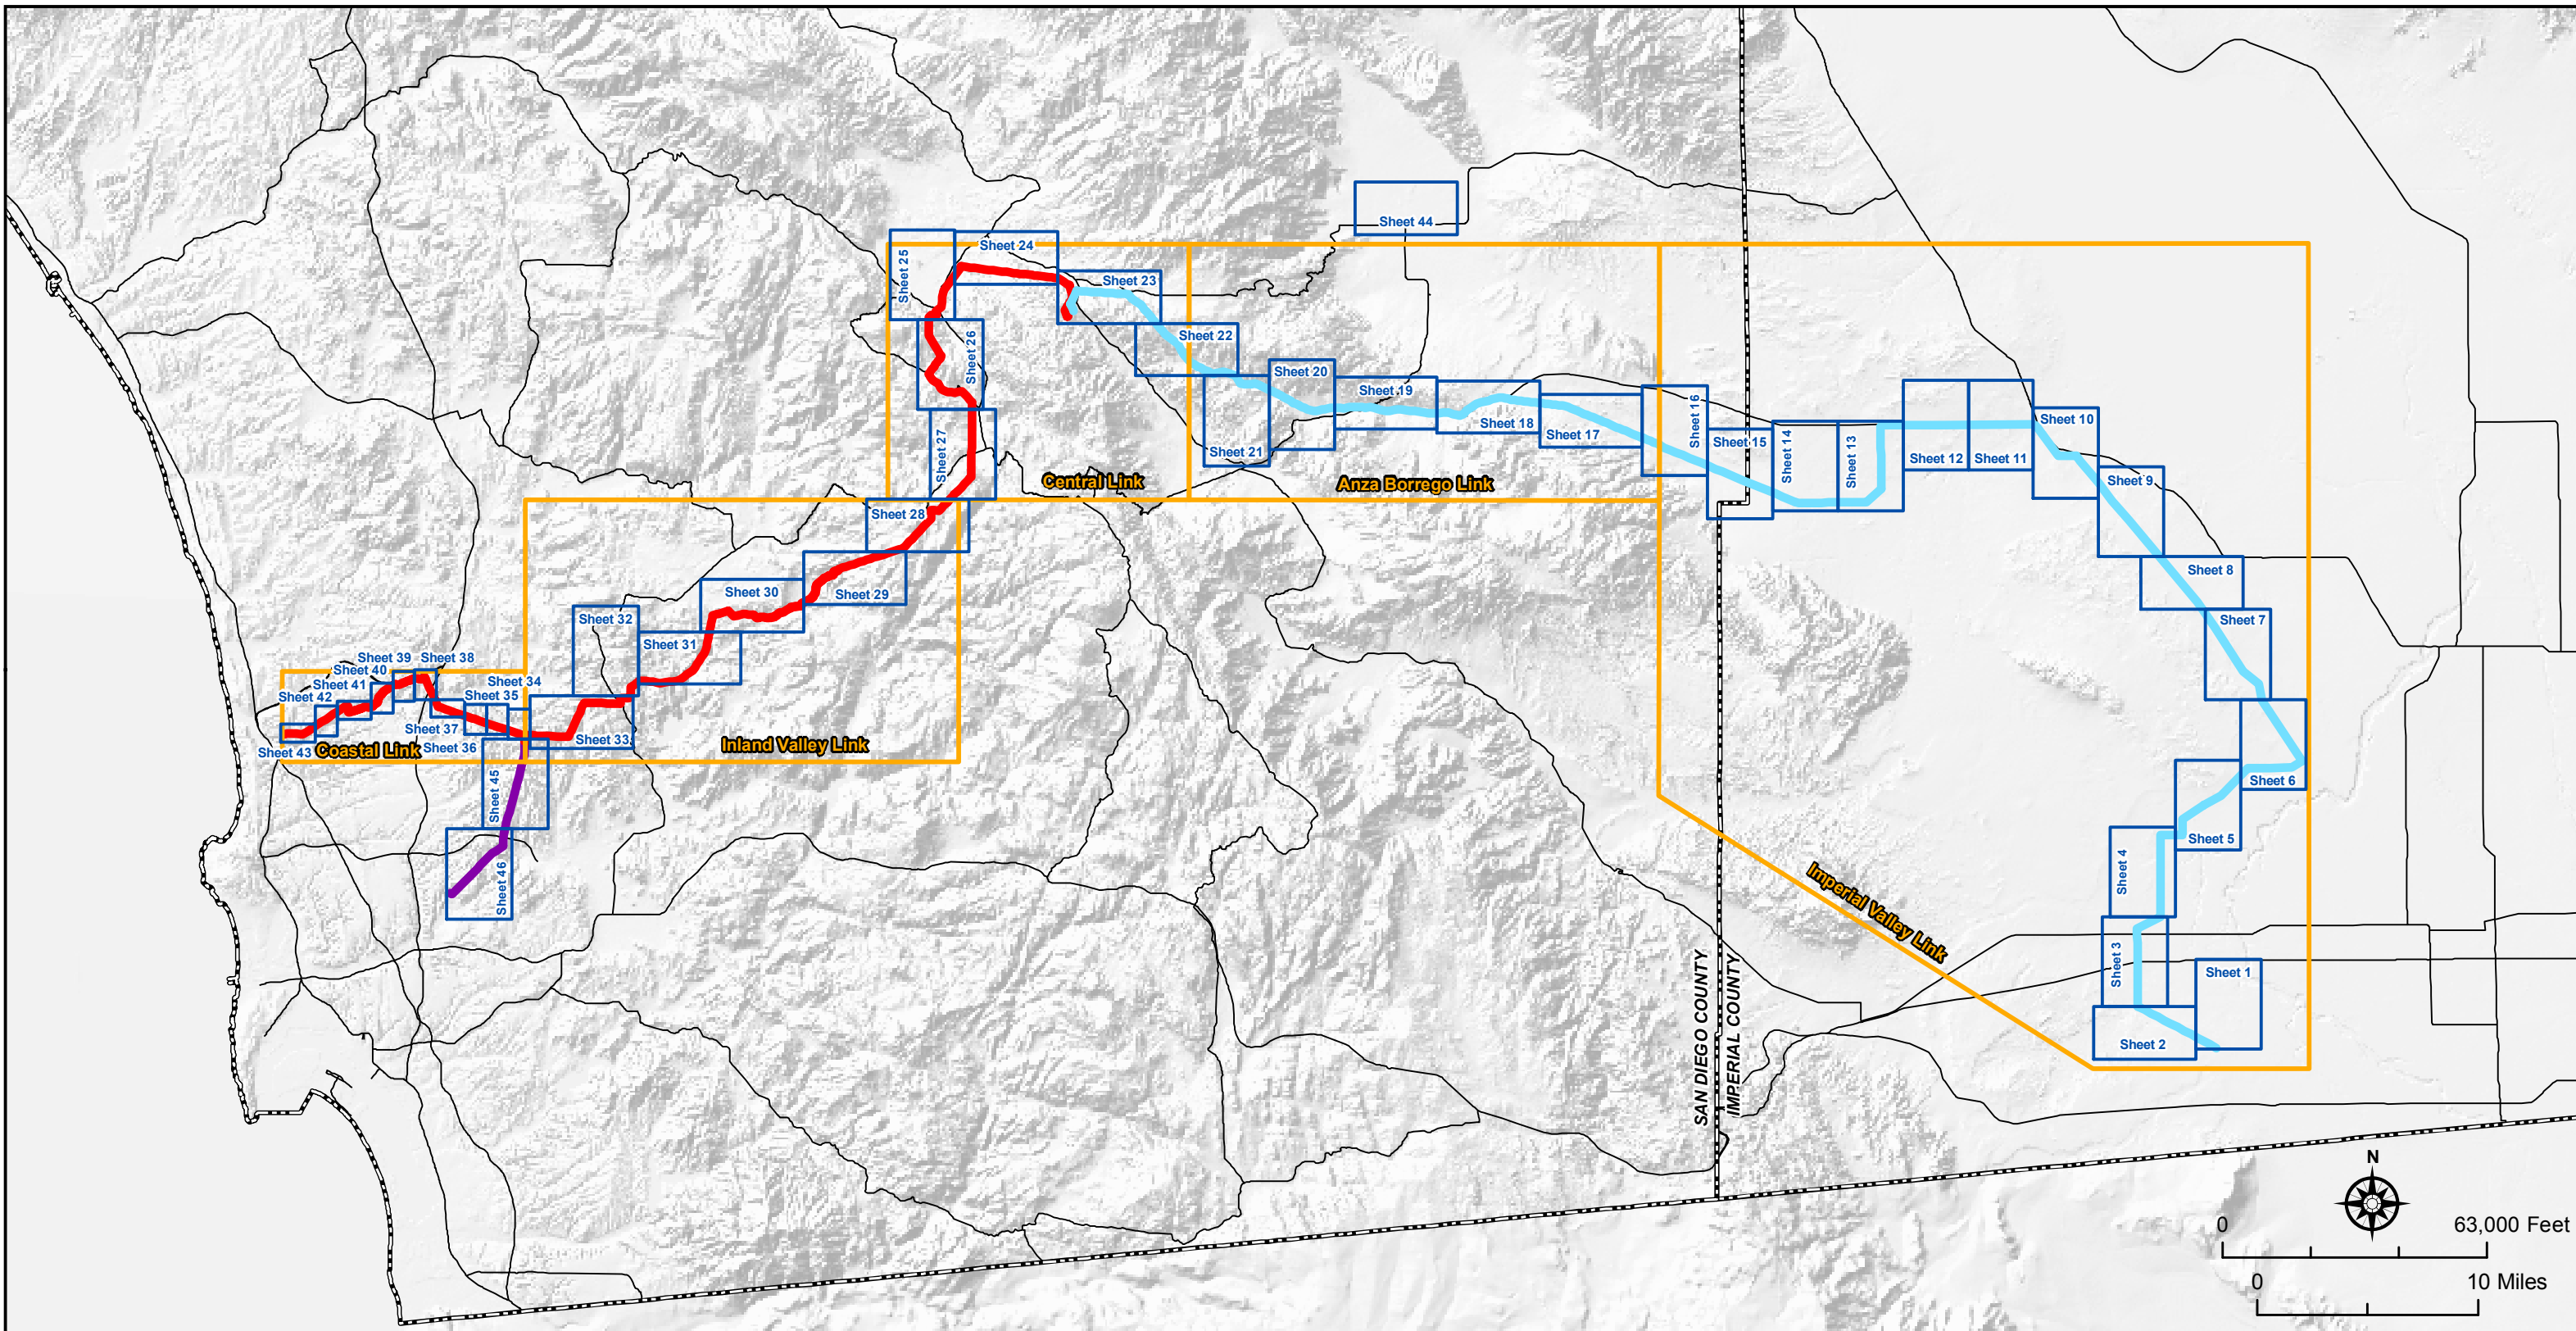 Sheet 44
Sheet 24
Sheet 25
Sheet 23
Sheet 22
Sheet 26
Sheet 20
Sheet 19
Sheet 18
Sheet 17
Sheet 16
Sheet 15
Sheet 14
Sheet 13
Sheet 12
Sheet 11
Sheet 10
Sheet 9
Sheet 21
Sheet 27
Central Link
Anza Borrego Link
Sheet 28
Sheet 29
Sheet 30
Sheet 8
Sheet 7
Sheet 32
Sheet 31
Sheet 39
Sheet 38
Sheet 40
Sheet 41
Sheet 42
Sheet 34
Sheet 35
Sheet 37
Sheet 36
Sheet 33
Sheet 43
Coastal Link
Inland Valley Link
Sheet 45
Sheet 46
Sheet 6
Sheet 5
Sheet 4
Imperial Valley Link
Sheet 3
Sheet 1
Sheet 2
SAN DIEGO COUNTY
IMPERIAL COUNTY
N
0
63,000 Feet
0
10 Miles